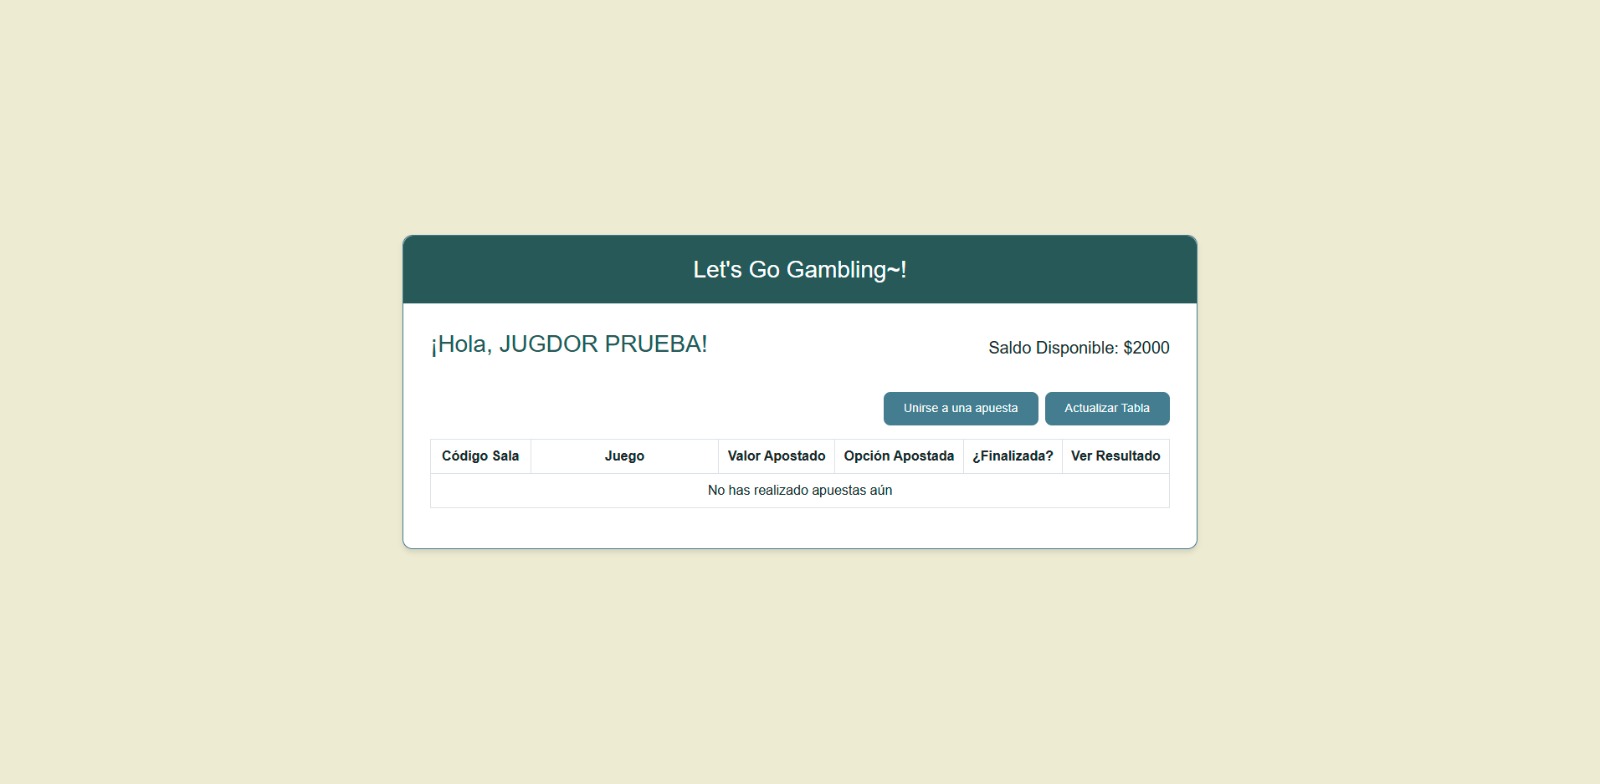 Let's Go Gambling~!
¡Hola, JUGDOR PRUEBA!
Saldo Disponible: $2000
Unirse a una apuesta
Actualizar Tabla
Código Sala Juego Valor Apostado Opción Apostada ¿Finalizada? Ver Resultado
No has realizado apuestas aún